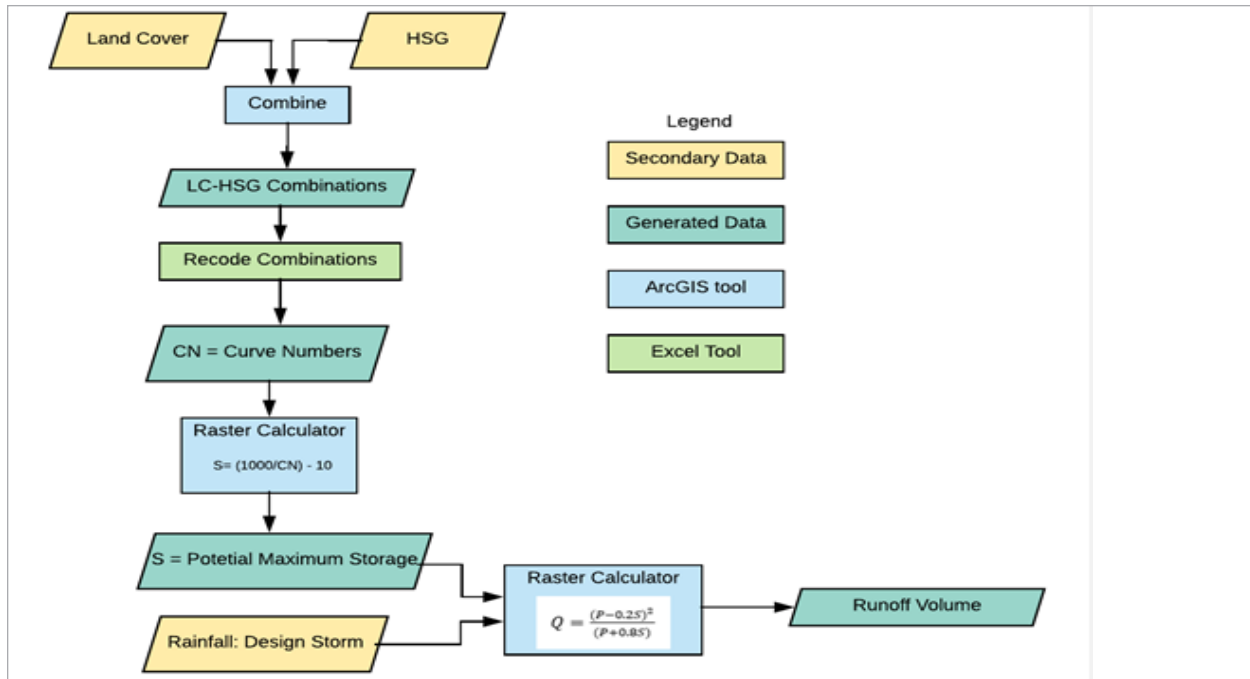 Land Cover
HSG
Combine
LC-HSG Combinations
Recode Combinations
CN = Curve Numbers
Raster Calculator
S= (1000/CN) - 10
S = Potetial Maximum Storage
Rainfall: Design Storm
Raster Calculator
Q = (P−0.2S)² / (P+0.8S)
Runoff Volume
Legend
Secondary Data
Generated Data
ArcGIS tool
Excel Tool